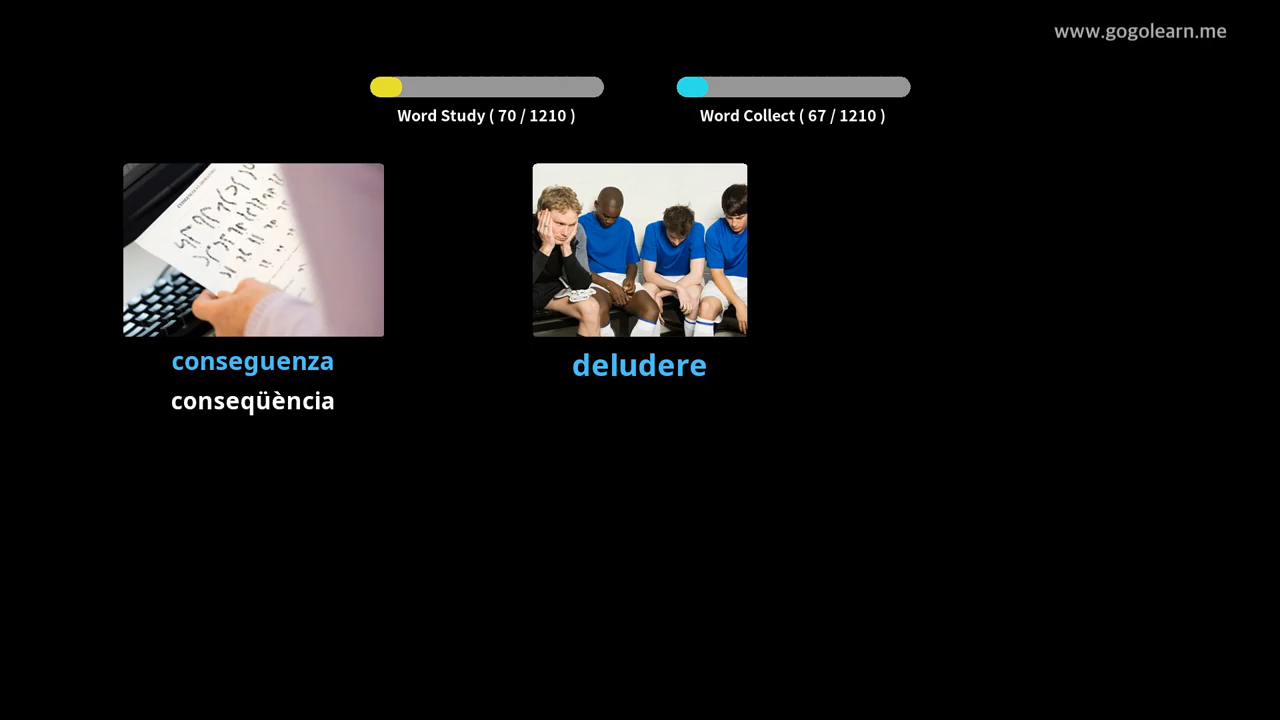 www.gogolearn.me
Word Study ( 70 / 1210 )
Word Collect ( 67 / 1210 )
conseguenza
conseqüència
deludere